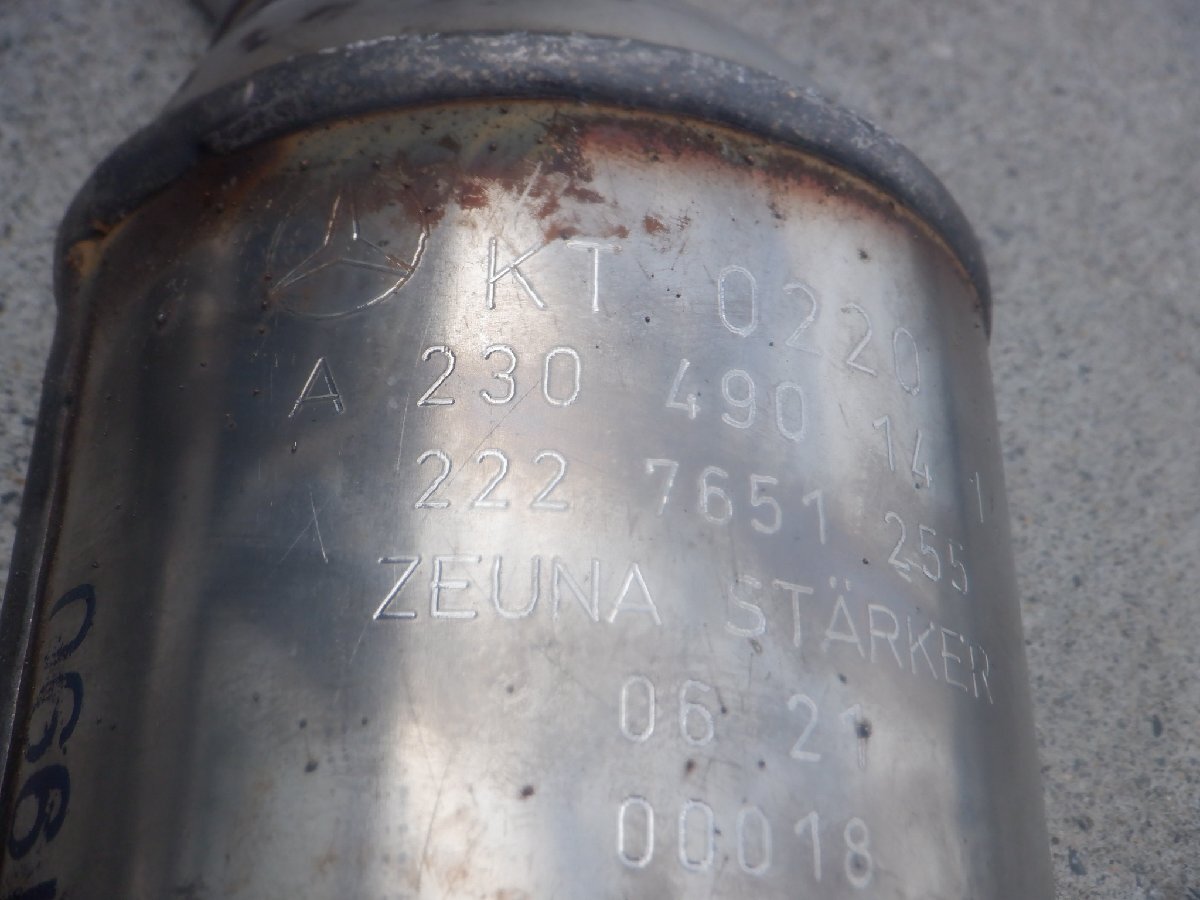 KT 0220
A 230 490 14 1
222 7651 255
ZEUNA STÄRKER
06 21
00018